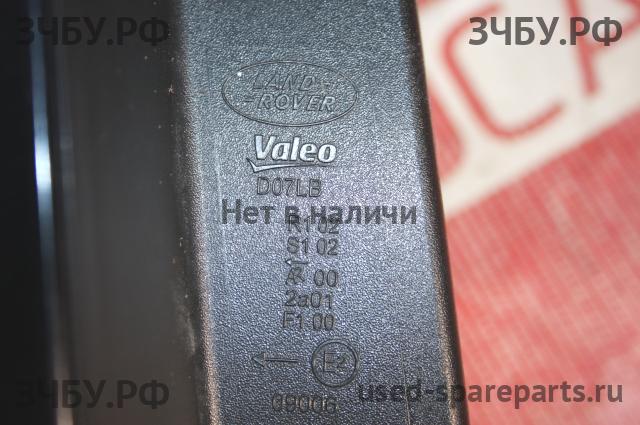 ЗЧБУ.РФ ЗЧБУ.РФ
LAND-
-ROVER
Valeo
D07LB
Нет в наличи
R1 02
S1 02
00
2a01
F1 00
E2
09006
ЗЧБУ.РФ
used-spareparts.ru